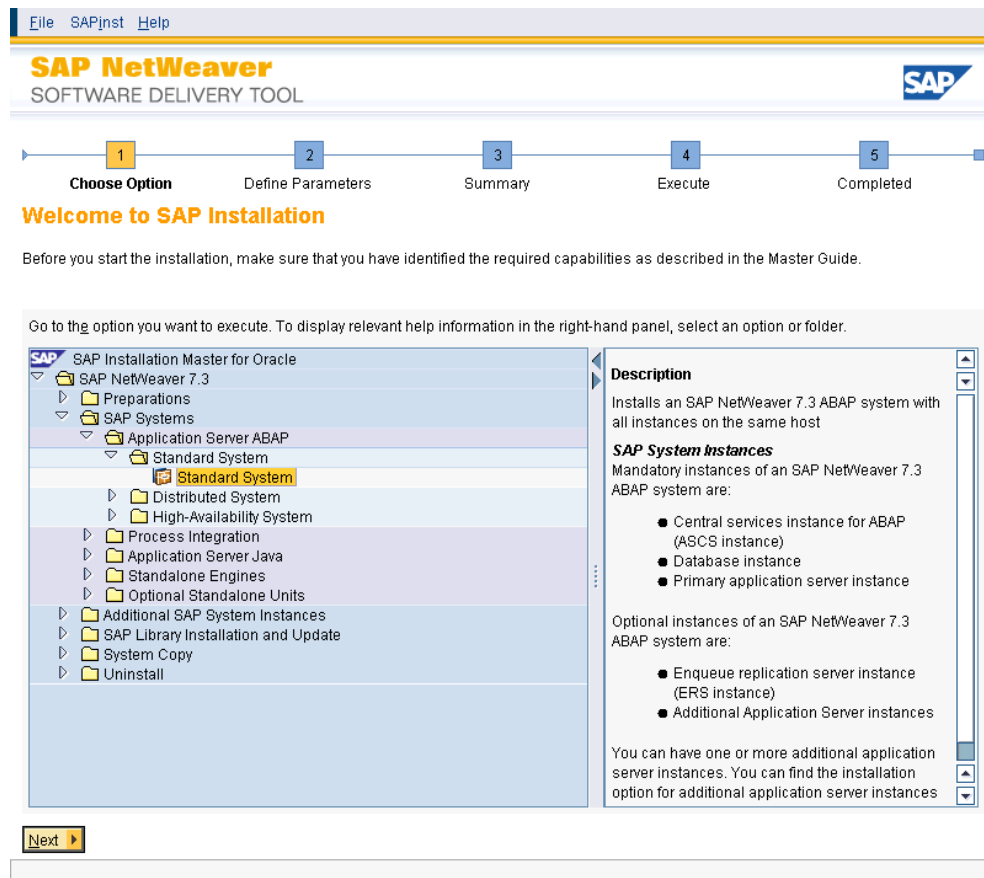 File SAPinst Help
SAP NetWeaver
SOFTWARE DELIVERY TOOL
SAP
1 2 3 4 5
Choose Option Define Parameters Summary Execute Completed
Welcome to SAP Installation
Before you start the installation, make sure that you have identified the required capabilities as described in the Master Guide.
Go to the option you want to execute. To display relevant help information in the right-hand panel, select an option or folder.
SAP SAP Installation Master for Oracle
SAP NetWeaver 7.3
Preparations
SAP Systems
Application Server ABAP
Standard System
Standard System
Distributed System
High-Availability System
Process Integration
Application Server Java
Standalone Engines
Optional Standalone Units
Additional SAP System Instances
SAP Library Installation and Update
System Copy
Uninstall
Description
Installs an SAP NetWeaver 7.3 ABAP system with
all instances on the same host
SAP System Instances
Mandatory instances of an SAP NetWeaver 7.3
ABAP system are:
● Central services instance for ABAP
(ASCS instance)
● Database instance
● Primary application server instance
Optional instances of an SAP NetWeaver 7.3
ABAP system are:
● Enqueue replication server instance
(ERS instance)
● Additional Application Server instances
You can have one or more additional application
server instances. You can find the installation
option for additional application server instances
Next